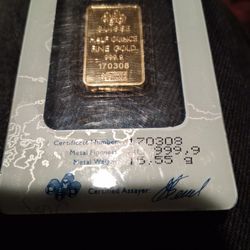 SUISSE
HALF OUNCE
FINE GOLD
999.9
170308
Certificate Number 170308
Metal Fineness 999,9
Metal Weight 15.55 g
Certified Assayer